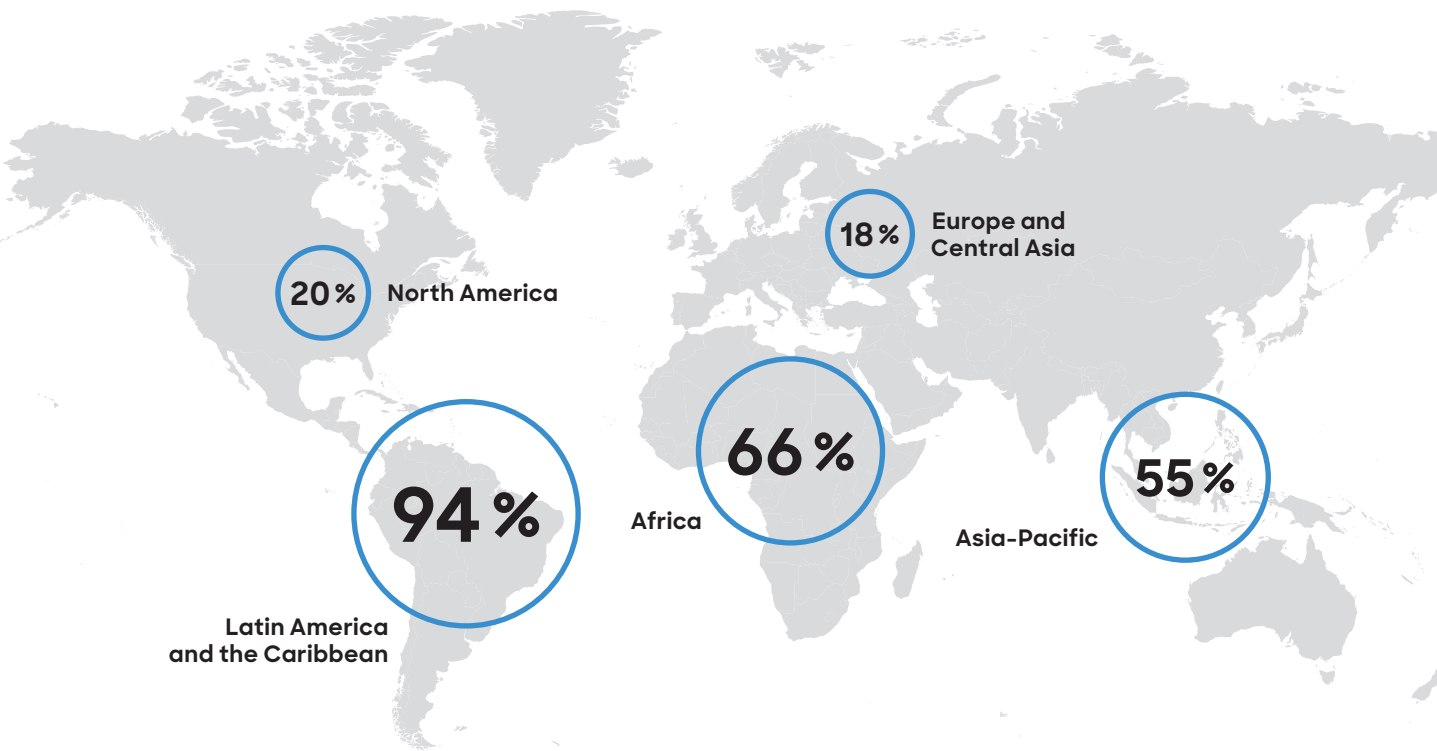 18%
Europe and
Central Asia
20%
North America
66%
Africa
94%
Latin America
and the Caribbean
55%
Asia-Pacific